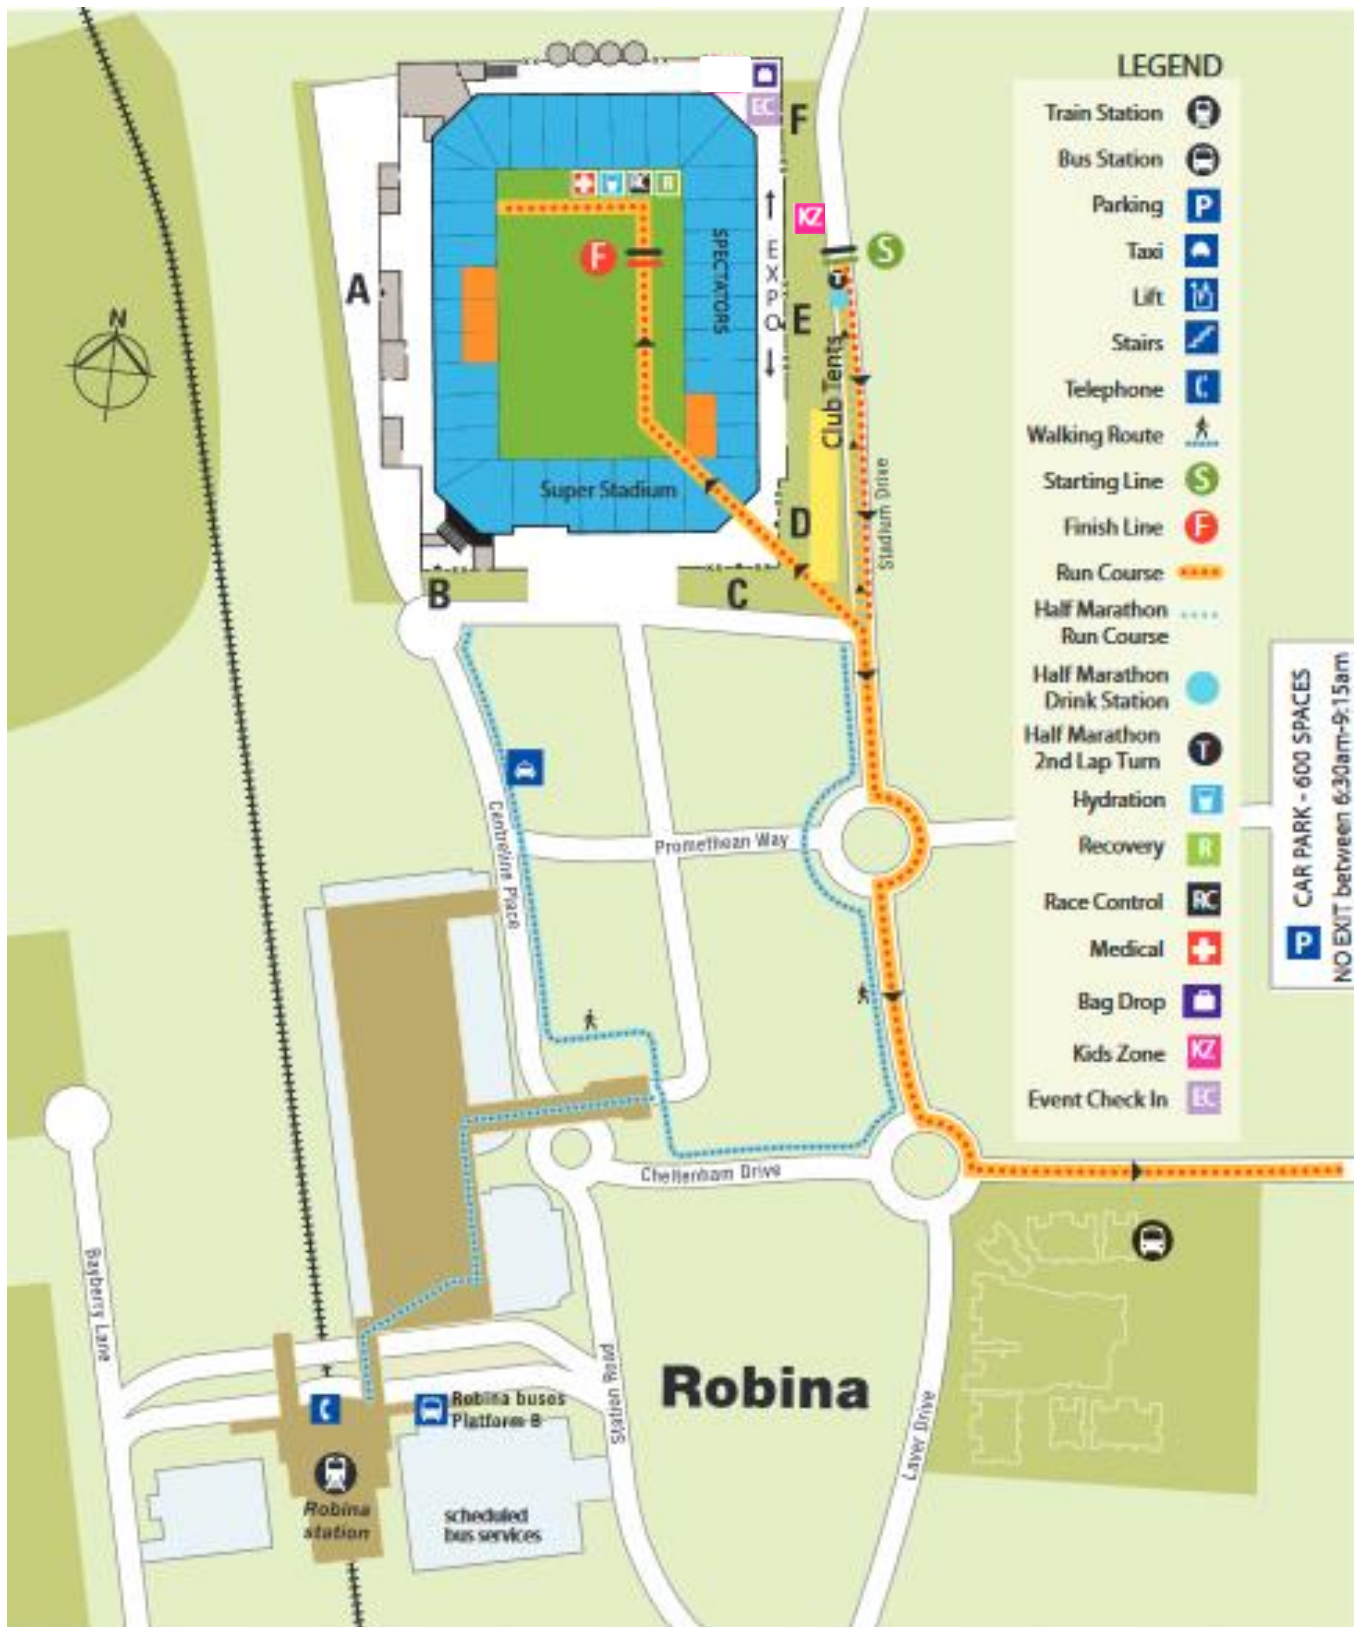 LEGEND
Train Station
Bus Station
Parking P
Taxi
Lift
Stairs
Telephone
Walking Route
Starting Line S
Finish Line F
Run Course
Half Marathon
Run Course
Half Marathon
Drink Station
Half Marathon
2nd Lap Turn T
Hydration
Recovery R
Race Control RC
Medical
Bag Drop
Kids Zone KZ
Event Check In EC
P CAR PARK - 600 SPACES
NO EXIT between 6:30am-9:15am
N
A
B
C
D
E
F
EC
KZ
S
F
RC
R
EXPO
SPECTATORS
Super Stadium
Club Tents
Stadium Drive
Promethean Way
Centreline Place
Cheltenham Drive
Bayberry Lane
Station Road
Laver Drive
Robina
Robina buses
Platform B
Robina
station
scheduled
bus services